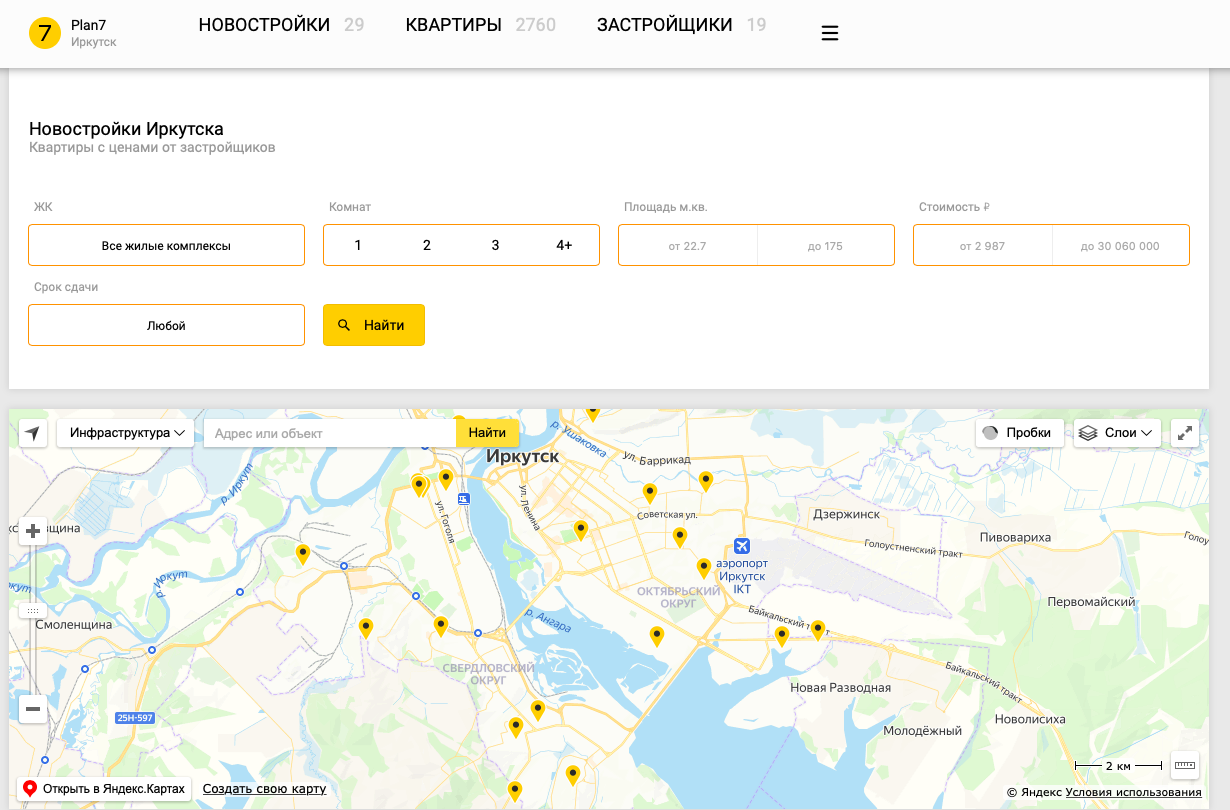 7
Plan7
Иркутск
НОВОСТРОЙКИ 29
КВАРТИРЫ 2760
ЗАСТРОЙЩИКИ 19
Новостройки Иркутска
Квартиры с ценами от застройщиков
ЖК
Комнат
Площадь м.кв.
Стоимость ₽
Все жилые комплексы
1 2 3 4+
от 22.7 до 175
от 2 987 до 30 060 000
Срок сдачи
Любой
Найти
Инфраструктура
Адрес или объект
Найти
Пробки
Слои
р. Ушаковка
Иркутск
ул. Баррикад
р. Иркут
ул. Гоголя
ул. Ленина
Советская ул.
Дзержинск
Пивовариха
Голоустненский тракт
аэропорт
Иркутск
IKT
р. Иркут
ОКТЯБРЬСКИЙ
ОКРУГ
Первомайский
Смоленщина
р. Ангара
Байкальский тракт
СВЕРДЛОВСКИЙ
ОКРУГ
Байкальский тракт
Новая Разводная
25Н-597
Новолисиха
Молодёжный
2 км
Открыть в Яндекс.Картах
Создать свою карту
© Яндекс Условия использования